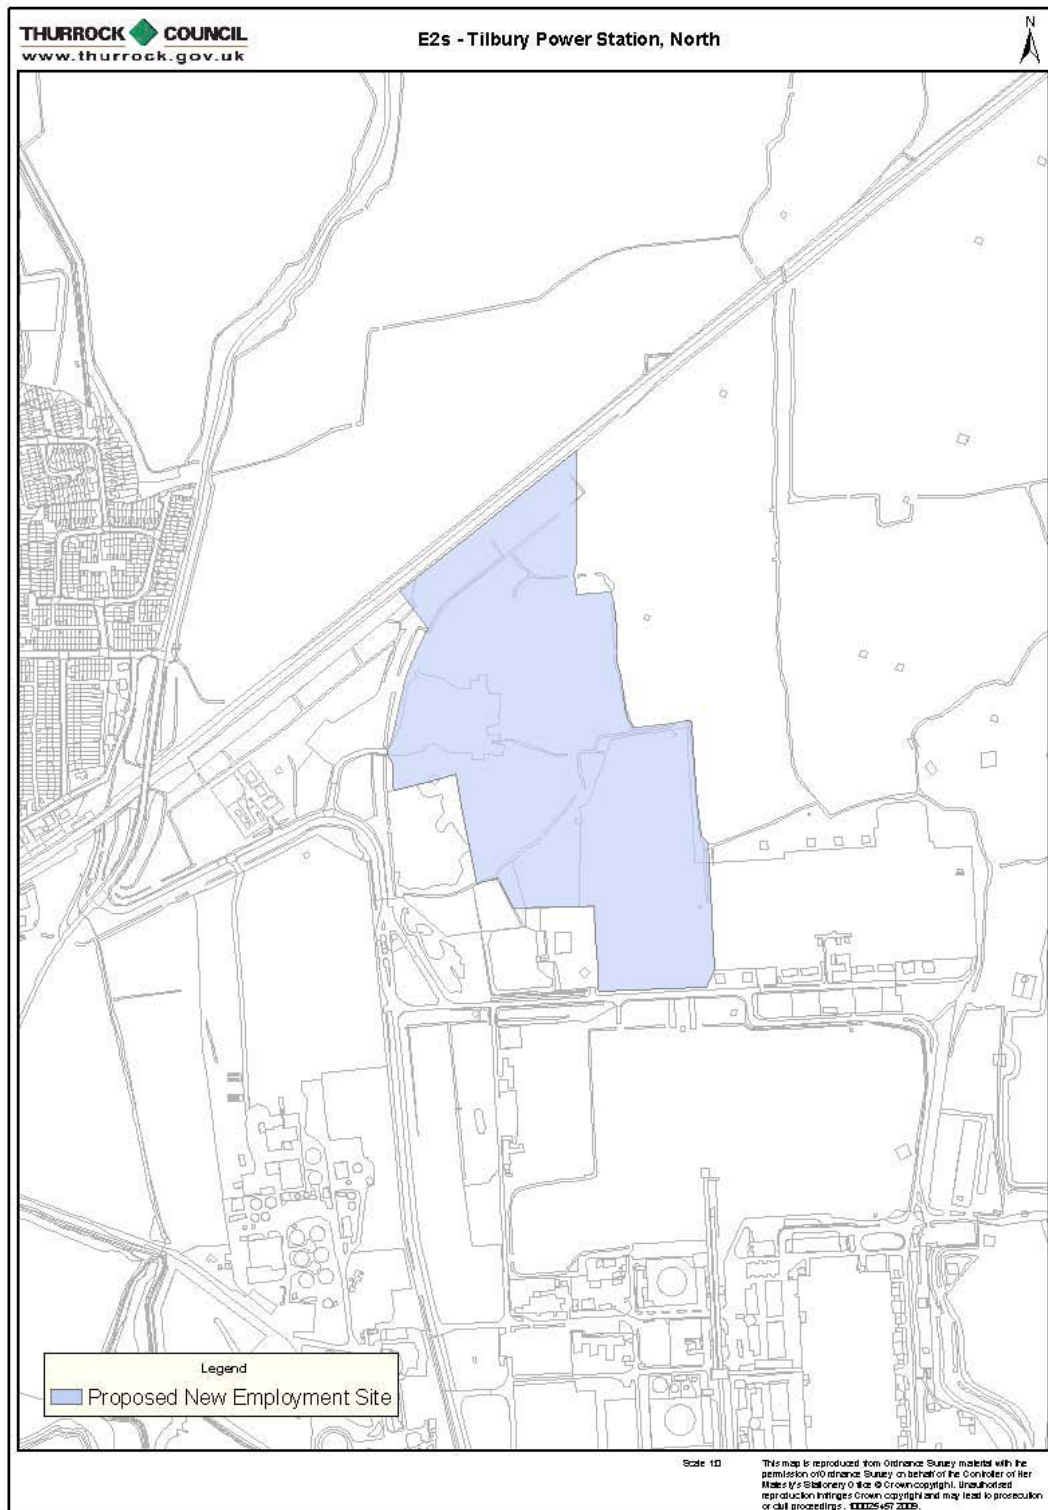 THURROCK COUNCIL
www.thurrock.gov.uk
E2s - Tilbury Power Station, North
N
Legend
Proposed New Employment Site
Scale 1:0
This map is reproduced from Ordnance Survey material with the
permission of Ordnance Survey on behalf of the Controller of Her
Majesty's Stationery Office © Crown copyright. Unauthorised
reproduction infringes Crown copyright and may lead to prosecution
or civil proceedings. 100025457 2009.